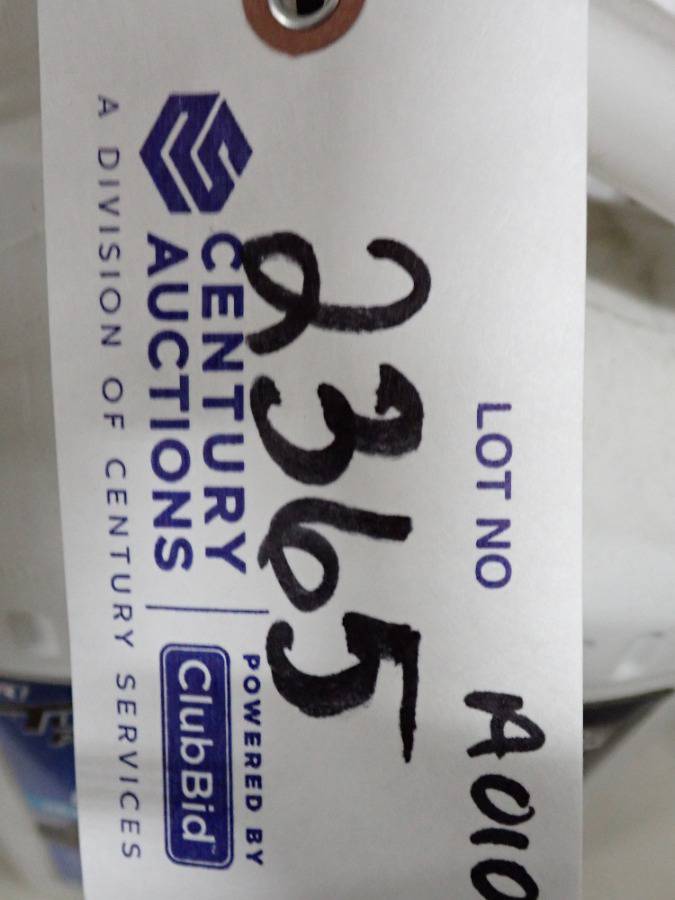 LOT NO A010
2365
CENTURY
AUCTIONS
POWERED BY
ClubBid
A DIVISION OF CENTURY SERVICES